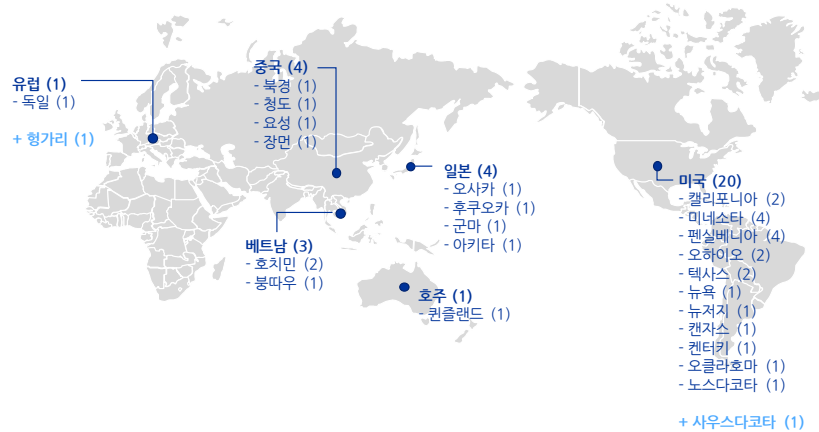 유럽 (1)
- 독일 (1)
+ 헝가리 (1)
중국 (4)
- 북경 (1)
- 청도 (1)
- 요성 (1)
- 장먼 (1)
일본 (4)
- 오사카 (1)
- 후쿠오카 (1)
- 군마 (1)
- 아키타 (1)
베트남 (3)
- 호치민 (2)
- 붕따우 (1)
호주 (1)
- 퀸즐랜드 (1)
미국 (20)
- 캘리포니아 (2)
- 미네소타 (4)
- 펜실베니아 (4)
- 오하이오 (2)
- 텍사스 (2)
- 뉴욕 (1)
- 뉴저지 (1)
- 캔자스 (1)
- 켄터키 (1)
- 오클라호마 (1)
- 노스다코타 (1)
+ 사우스다코타 (1)